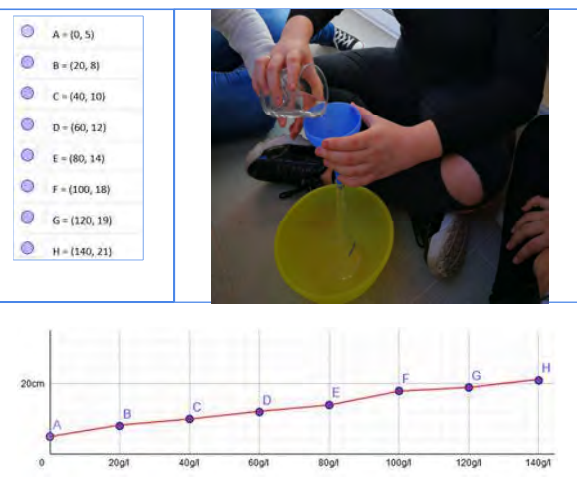 A = (0, 5)
B = (20, 8)
C = (40, 10)
D = (60, 12)
E = (80, 14)
F = (100, 18)
G = (120, 19)
H = (140, 21)
20cm
A
B
C
D
E
F
G
H
0
20g/l
40g/l
60g/l
80g/l
100g/l
120g/l
140g/l